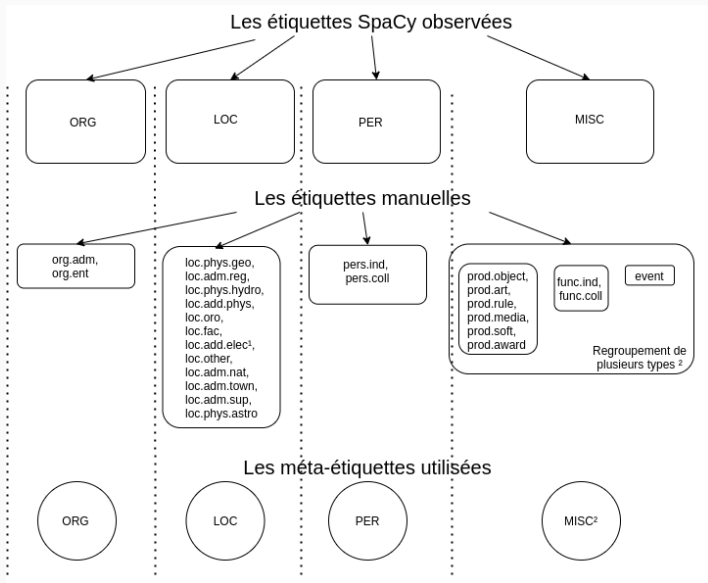 Les étiquettes SpaCy observées
ORG
LOC
PER
MISC
Les étiquettes manuelles
org.adm,
org.ent
loc.phys.geo,
loc.adm.reg,
loc.phys.hydro,
loc.add.phys,
loc.oro,
loc.fac,
loc.add.elec¹,
loc.other,
loc.adm.nat,
loc.adm.town,
loc.adm.sup,
loc.phys.astro
pers.ind,
pers.coll
prod.object,
prod.art,
prod.rule,
prod.media,
prod.soft,
prod.award
func.ind,
func.coll
event
Regroupement de
plusieurs types ²
Les méta-étiquettes utilisées
ORG
LOC
PER
MISC²